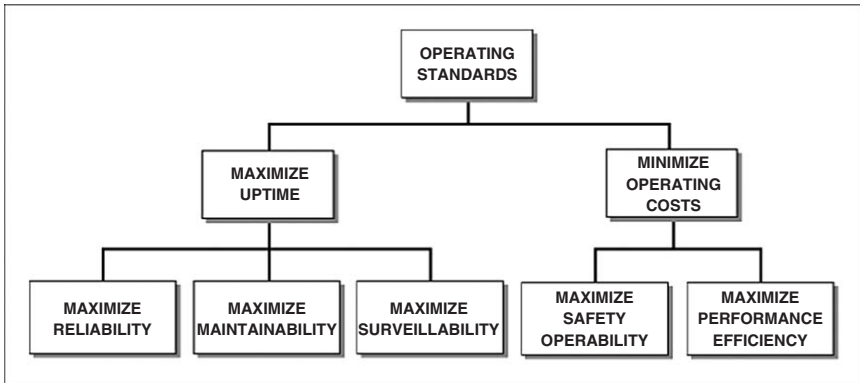 OPERATING
STANDARDS
MAXIMIZE
UPTIME
MINIMIZE
OPERATING
COSTS
MAXIMIZE
RELIABILITY
MAXIMIZE
MAINTAINABILITY
MAXIMIZE
SURVEILLABILITY
MAXIMIZE
SAFETY
OPERABILITY
MAXIMIZE
PERFORMANCE
EFFICIENCY